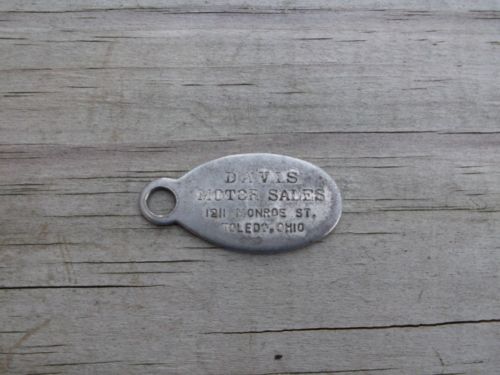 DAVIS
MOTOR SALES
1211 MONROE ST.
TOLEDO, OHIO